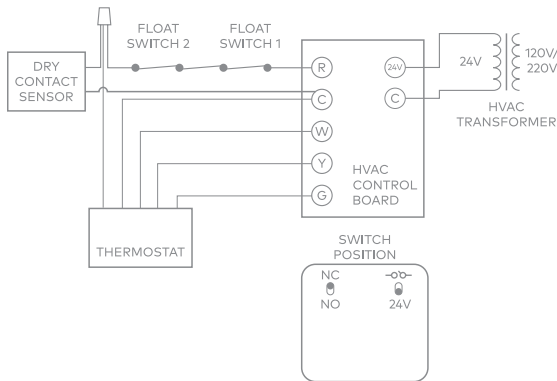 FLOAT
SWITCH 2
FLOAT
SWITCH 1
DRY
CONTACT
SENSOR
R
C
W
Y
G
24V
C
HVAC
CONTROL
BOARD
24V
120V/
220V
HVAC
TRANSFORMER
THERMOSTAT
SWITCH
POSITION
NC
NO
24V